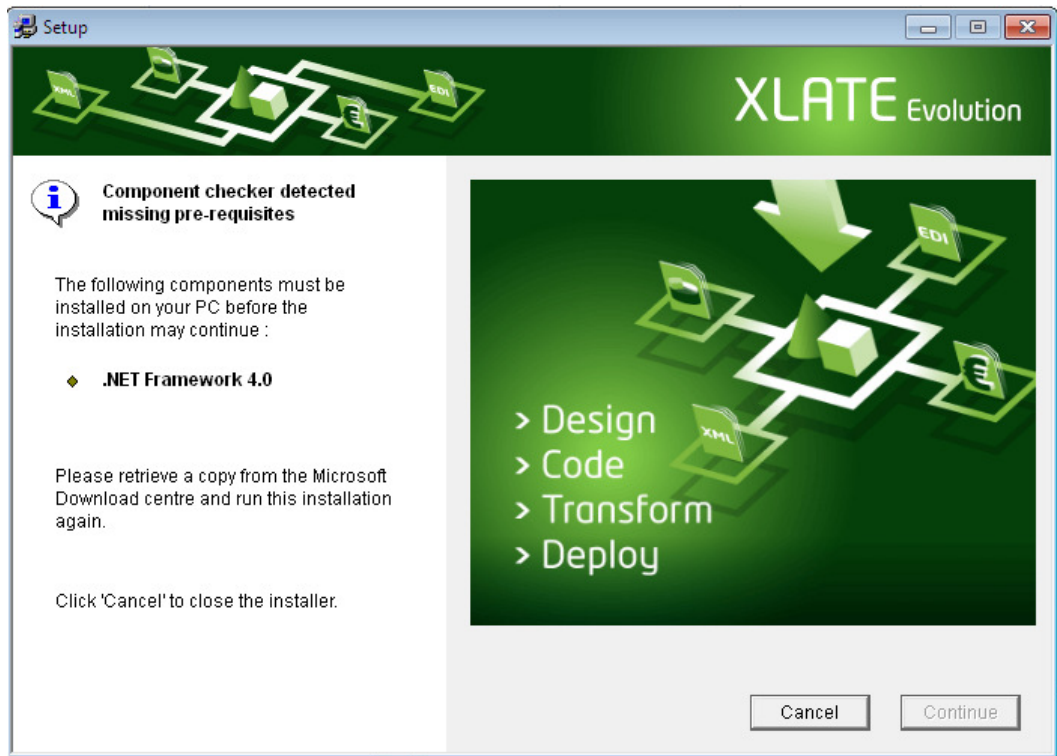 Setup
XML
EDI
€
XLATE Evolution
Component checker detected
missing pre-requisites
The following components must be
installed on your PC before the
installation may continue :
.NET Framework 4.0
Please retrieve a copy from the Microsoft
Download centre and run this installation
again.
Click 'Cancel' to close the installer.
EDI
€
XML
> Design
> Code
> Transform
> Deploy
Cancel
Continue